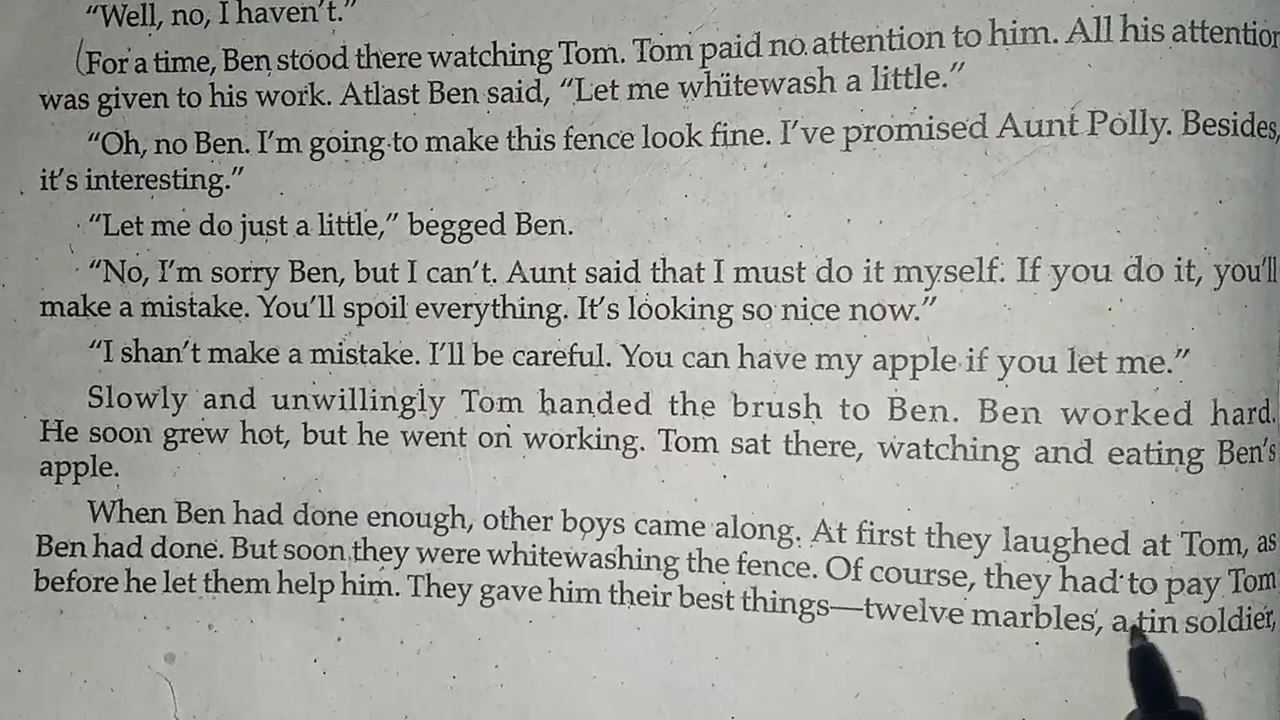 "Well, no, I haven't."
(For a time, Ben stood there watching Tom. Tom paid no attention to him. All his attention
was given to his work. Atlast Ben said, "Let me whitewash a little."
"Oh, no Ben. I'm going to make this fence look fine. I've promised Aunt Polly. Besides,
it's interesting."
"Let me do just a little," begged Ben.
"No, I'm sorry Ben, but I can't. Aunt said that I must do it myself. If you do it, you'll
make a mistake. You'll spoil everything. It's looking so nice now."
"I shan't make a mistake. I'll be careful. You can have my apple if you let me."
Slowly and unwillingly Tom handed the brush to Ben. Ben worked hard.
He soon grew hot, but he went on working. Tom sat there, watching and eating Ben's
apple.
When Ben had done enough, other boys came along. At first they laughed at Tom, as
Ben had done. But soon they were whitewashing the fence. Of course, they had to pay Tom
before he let them help him. They gave him their best things—twelve marbles, a tin soldier,